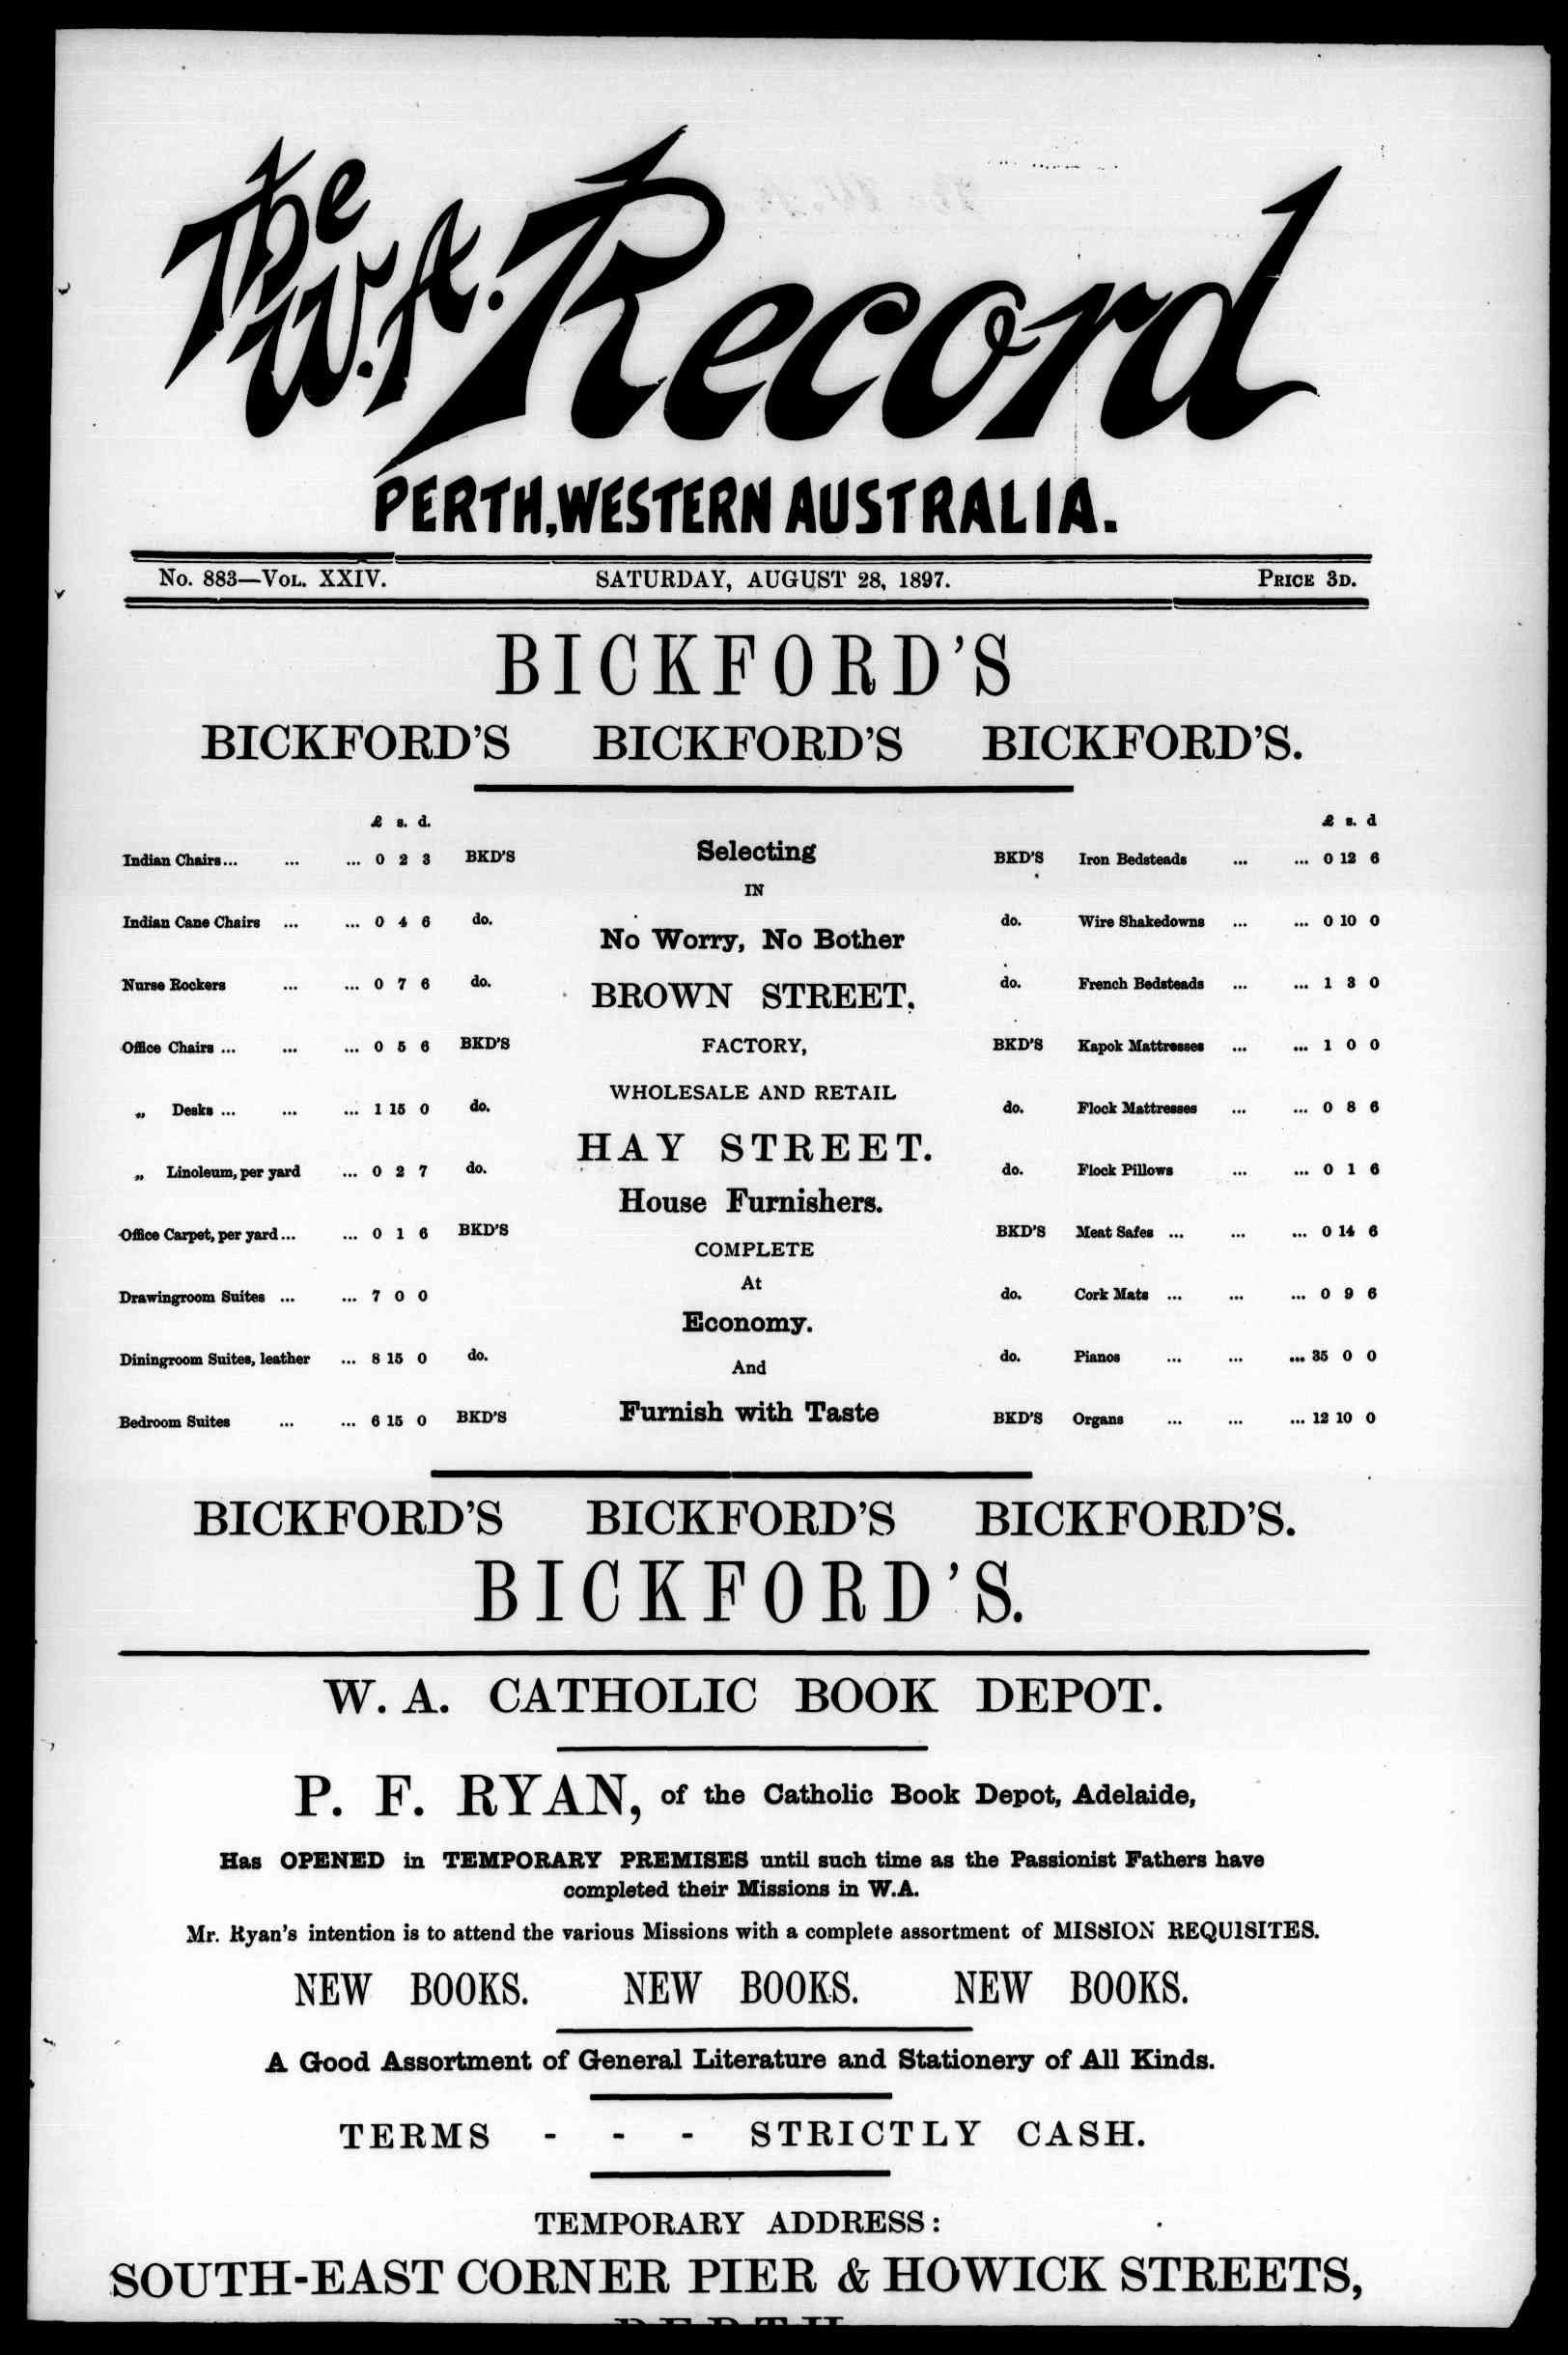 The W.A. Record
PERTH, WESTERN AUSTRALIA.
No. 883—VOL. XXIV. SATURDAY, AUGUST 28, 1897. PRICE 3D.
BICKFORD'S
BICKFORD'S BICKFORD'S BICKFORD'S.
£ s. d.
Indian Chairs... ... ... 0 2 3 BKD'S
Indian Cane Chairs ... ... 0 4 6 do.
Nurse Rockers ... ... 0 7 6 do.
Office Chairs ... ... ... 0 5 6 BKD'S
„ Desks ... ... ... 1 15 0 do.
„ Linoleum, per yard ... 0 2 7 do.
Office Carpet, per yard... ... 0 1 6 BKD'S
Drawingroom Suites ... ... 7 0 0
Diningroom Suites, leather ... 8 15 0 do.
Bedroom Suites ... ... 6 15 0 BKD'S
Selecting
IN
No Worry, No Bother
BROWN STREET.
FACTORY,
WHOLESALE AND RETAIL
HAY STREET.
House Furnishers.
COMPLETE
At
Economy.
And
Furnish with Taste
£ s. d
BKD'S Iron Bedsteads ... ... 0 12 6
do. Wire Shakedowns ... ... 0 10 0
do. French Bedsteads ... ... 1 3 0
BKD'S Kapok Mattresses ... ... 1 0 0
do. Flock Mattresses ... ... 0 8 6
do. Flock Pillows ... ... 0 1 6
BKD'S Meat Safes ... ... ... 0 14 6
do. Cork Mats ... ... ... 0 9 6
do. Pianos ... ... ... 35 0 0
BKD'S Organs ... ... ... 12 10 0
BICKFORD'S BICKFORD'S BICKFORD'S.
BICKFORD'S.
W. A. CATHOLIC BOOK DEPOT.
P. F. RYAN, of the Catholic Book Depot, Adelaide,
Has OPENED in TEMPORARY PREMISES until such time as the Passionist Fathers have
completed their Missions in W.A.
Mr. Ryan's intention is to attend the various Missions with a complete assortment of MISSION REQUISITES.
NEW BOOKS. NEW BOOKS. NEW BOOKS.
A Good Assortment of General Literature and Stationery of All Kinds.
TERMS - - - STRICTLY CASH.
TEMPORARY ADDRESS:
SOUTH-EAST CORNER PIER & HOWICK STREETS,